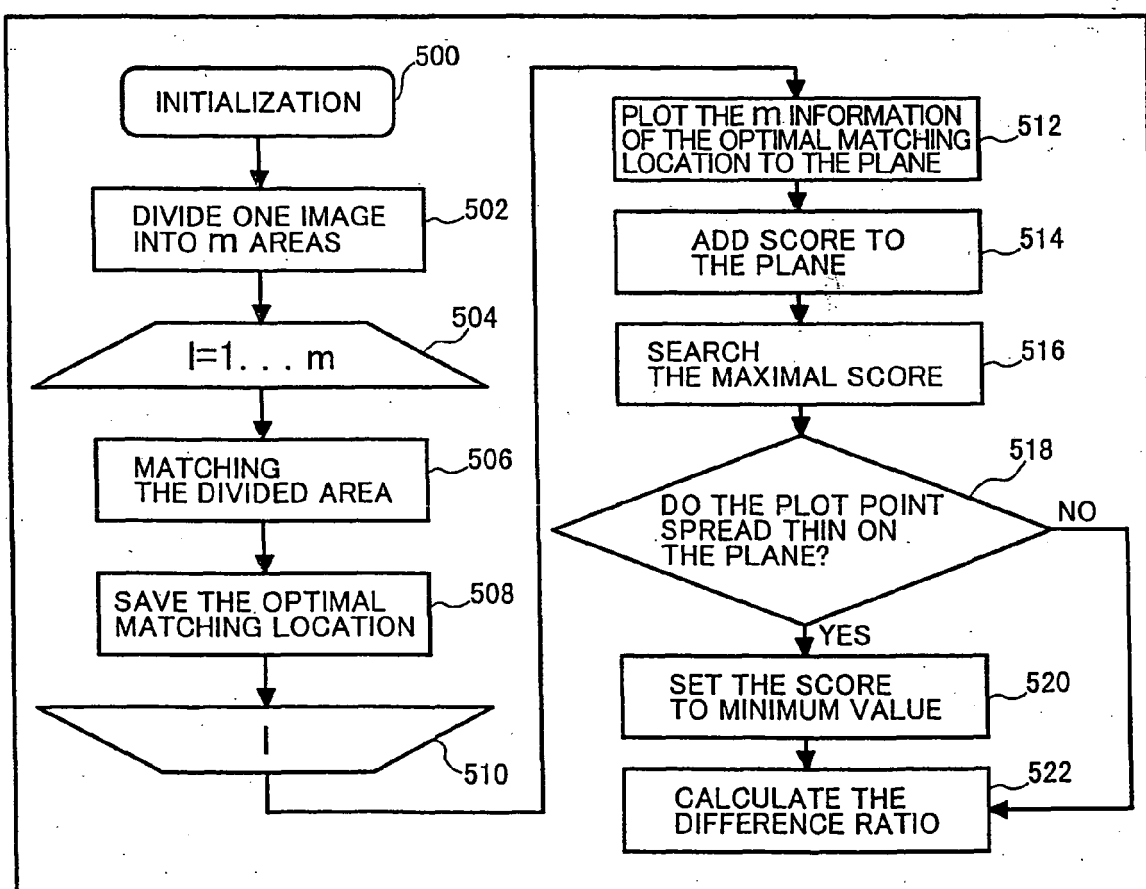 500
INITIALIZATION
DIVIDE ONE IMAGE
INTO m AREAS
502
504
I=1. . . m
MATCHING
THE DIVIDED AREA
506
SAVE THE OPTIMAL
MATCHING LOCATION
508
I
510
PLOT THE m INFORMATION
OF THE OPTIMAL MATCHING
LOCATION TO THE PLANE
512
ADD SCORE TO
THE PLANE
514
SEARCH
THE MAXIMAL SCORE
516
518
DO THE PLOT POINT
SPREAD THIN ON
THE PLANE?
NO
YES
SET THE SCORE
TO MINIMUM VALUE
520
CALCULATE THE
DIFFERENCE RATIO
522